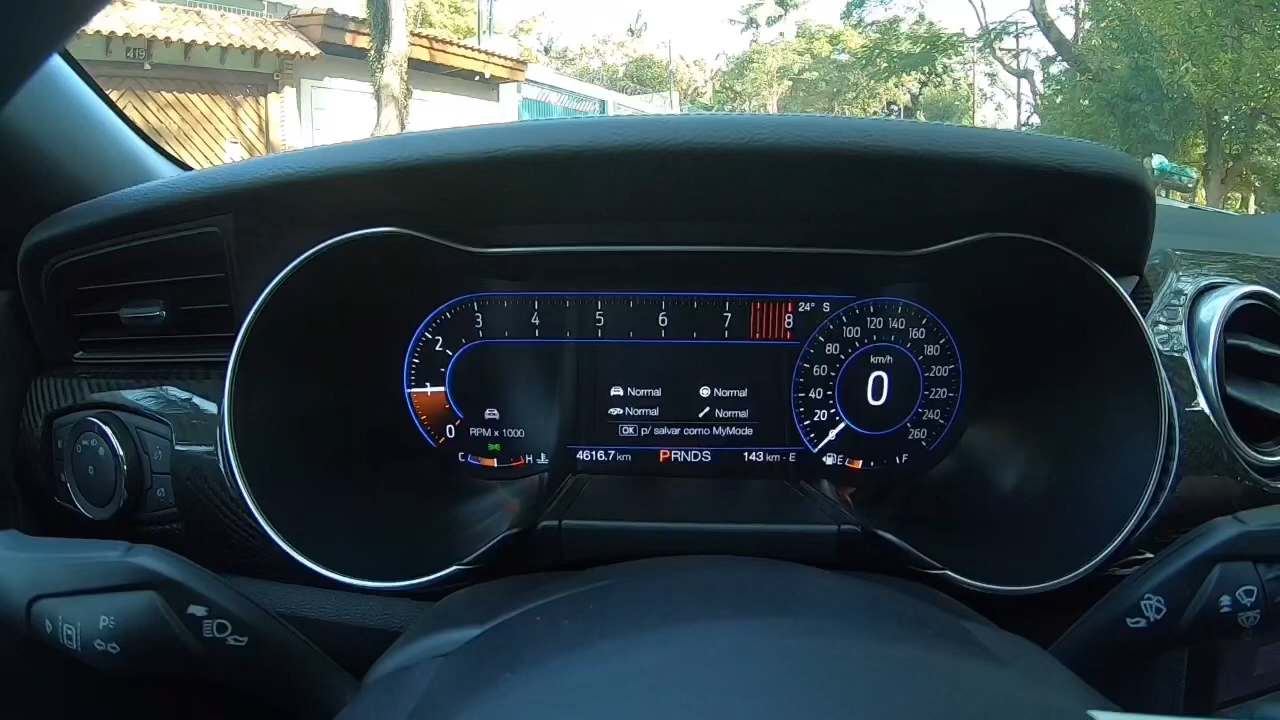 419
3 4 5 6 7 8
24° S
2
1
0
RPM x 1000
C H
Normal Normal
Normal Normal
OK p/ salvar como MyMode
4616.7 km PRNDS 143 km - E
0 20 40 60 80 100 120 140 160 180 200 220 240 260
km/h
0
E F
P